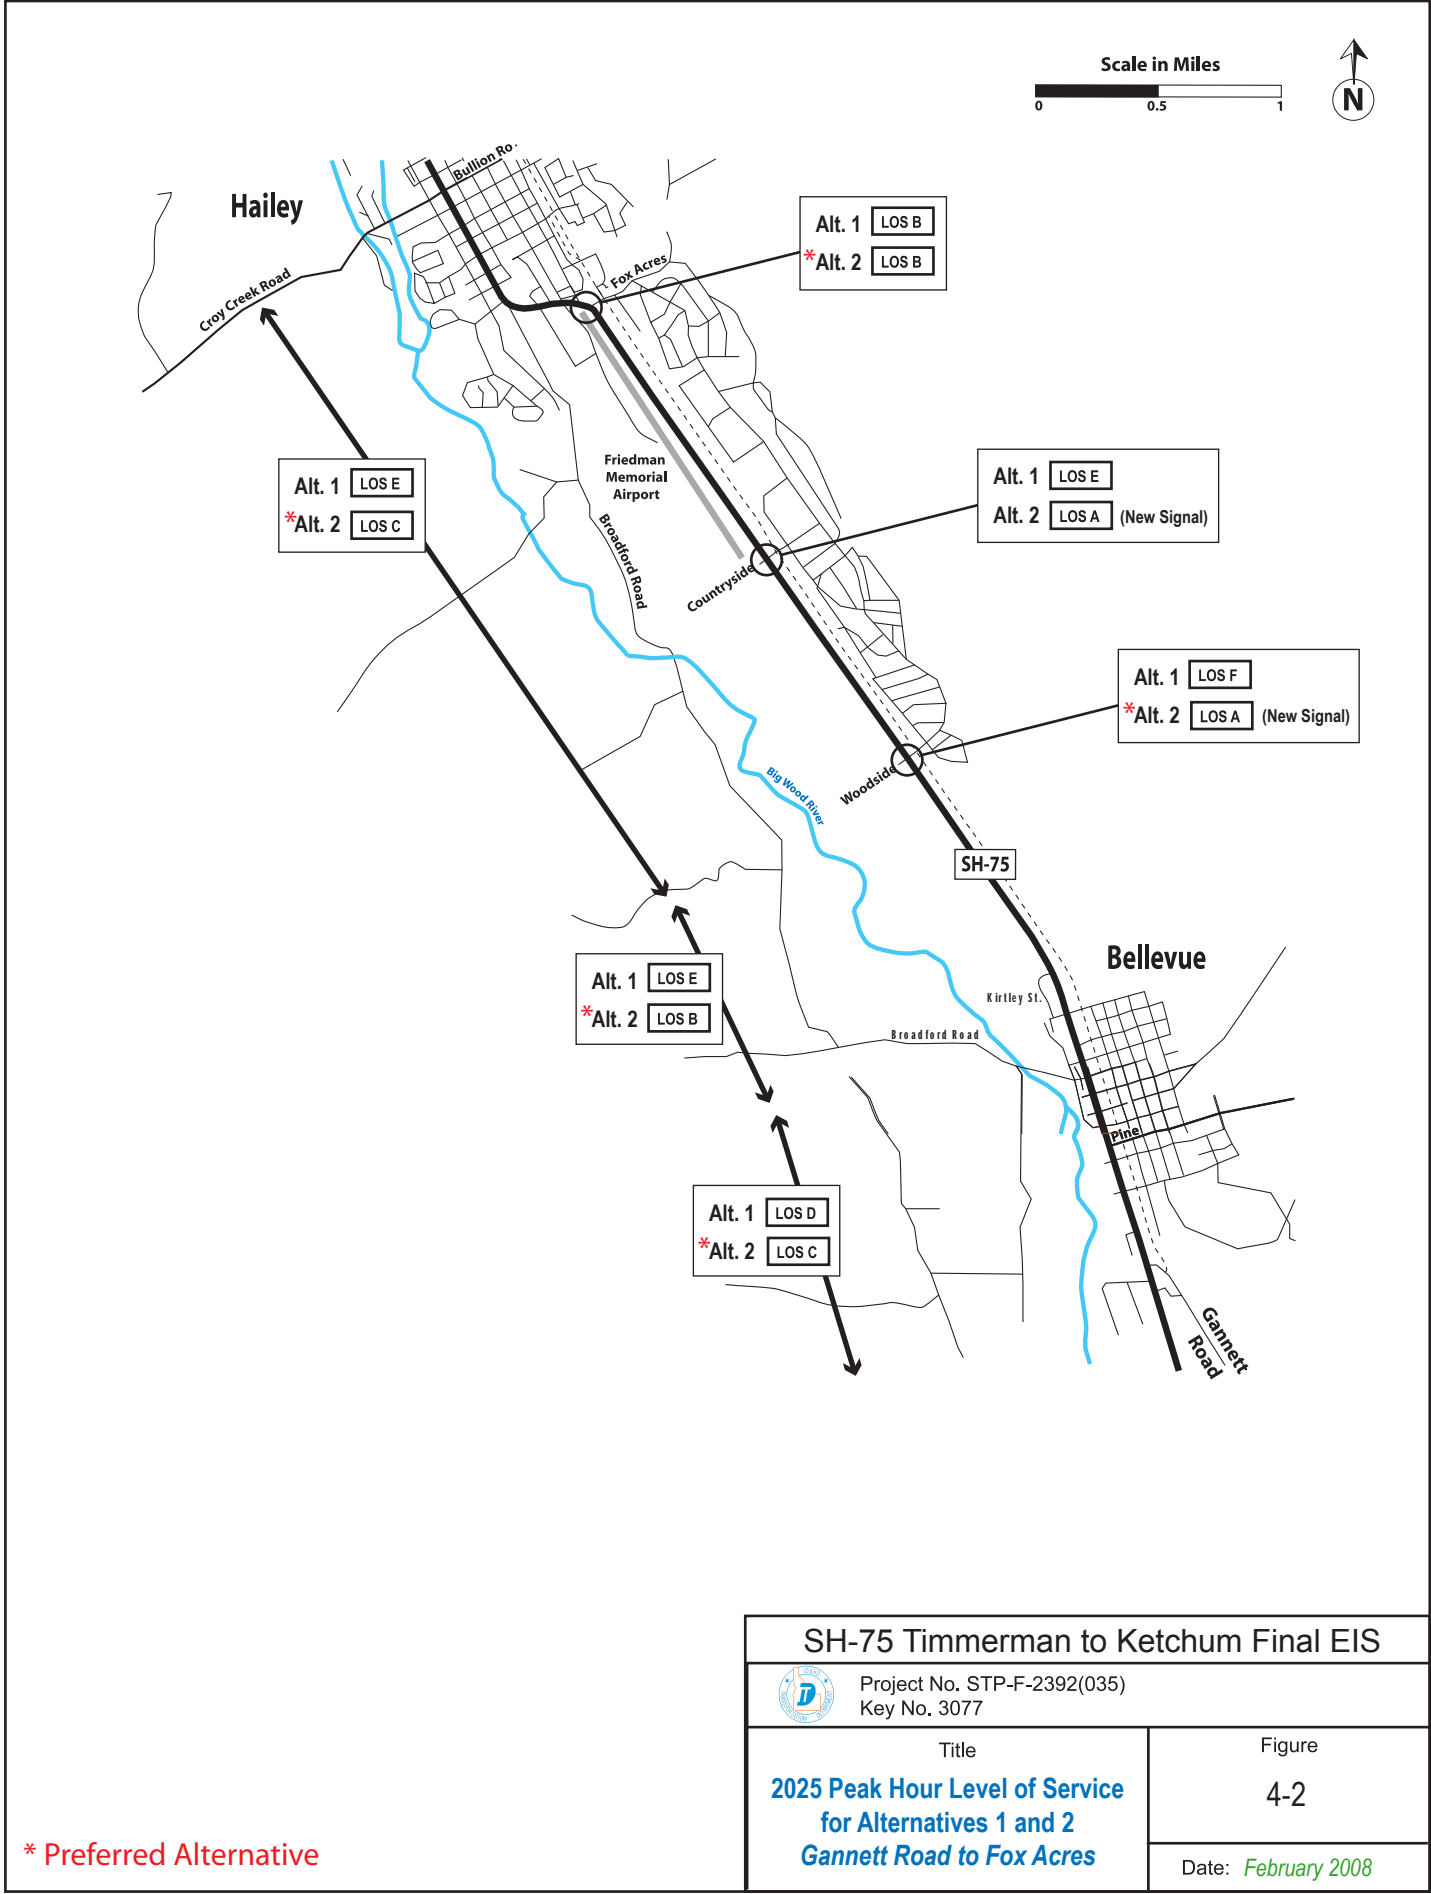 Scale in Miles
0 0.5 1
N
Bullion Ro
Hailey
Alt. 1 LOS B
*Alt. 2 LOS B
Fox Acres
Croy Creek Road
Alt. 1 LOS E
*Alt. 2 LOS C
Friedman
Memorial
Airport
Alt. 1 LOS E
Alt. 2 LOS A (New Signal)
Broadford Road
Countryside
Alt. 1 LOS F
*Alt. 2 LOS A (New Signal)
Woodside
Big Wood River
SH-75
Bellevue
Alt. 1 LOS E
*Alt. 2 LOS B
Kirtley St.
Broadford Road
Pine
Alt. 1 LOS D
*Alt. 2 LOS C
Gannett
Road
SH-75 Timmerman to Ketchum Final EIS
IDAHO
TRANSPORTATION DEPARTMENT
Project No. STP-F-2392(035)
Key No. 3077
Title
2025 Peak Hour Level of Service
for Alternatives 1 and 2
Gannett Road to Fox Acres
Figure
4-2
Date: February 2008
* Preferred Alternative